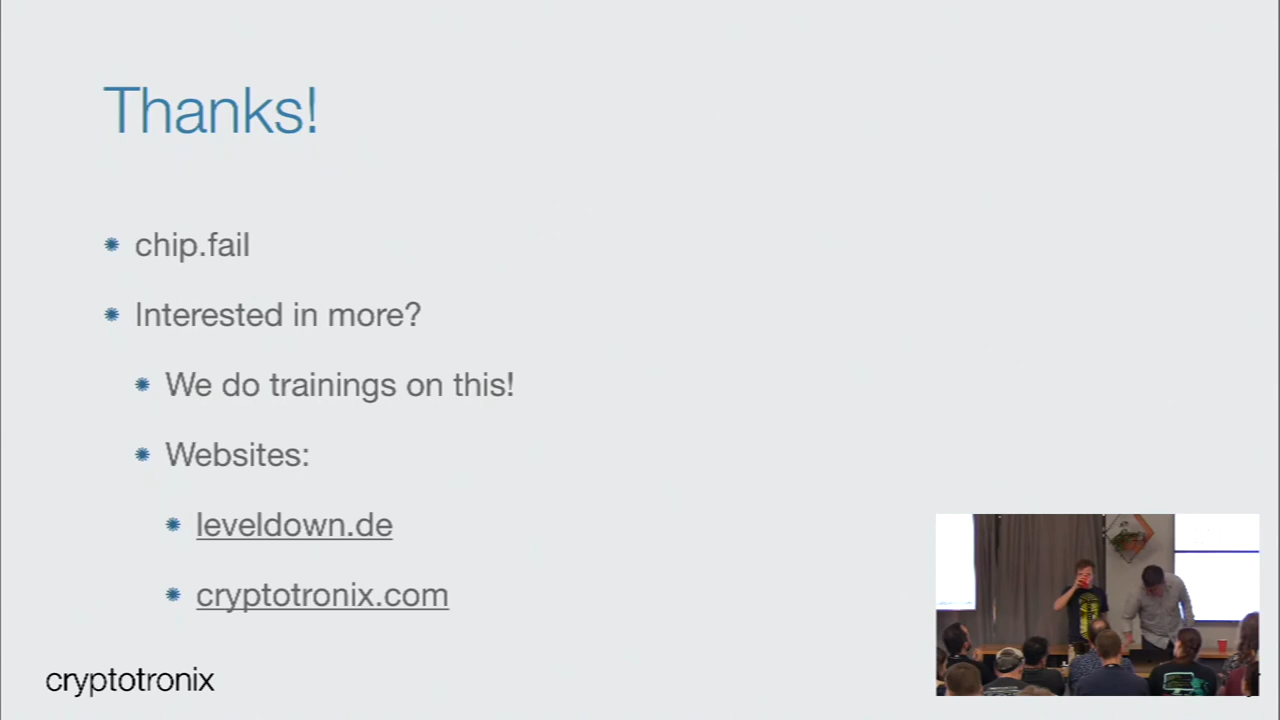 Thanks!
chip.fail
Interested in more?
We do trainings on this!
Websites:
leveldown.de
cryptotronix.com
cryptotronix